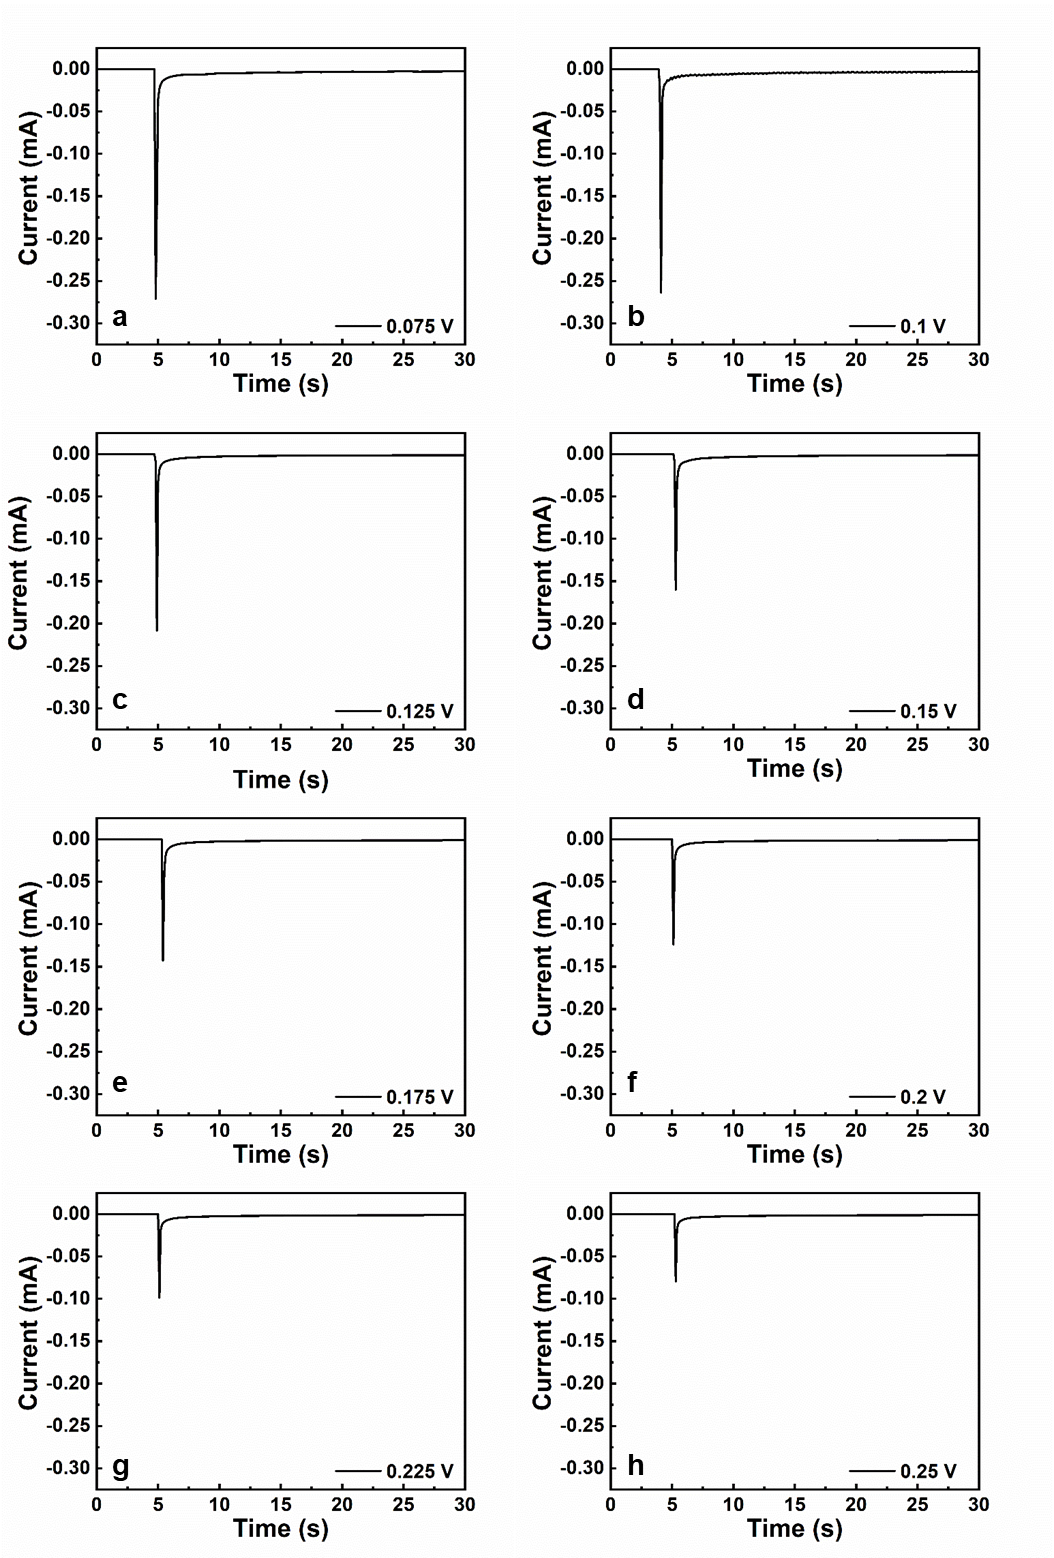 0.00
-0.05
-0.10
-0.15
-0.20
-0.25
-0.30
Current (mA)
a
0.075 V
0 5 10 15 20 25 30
Time (s)
0.00
-0.05
-0.10
-0.15
-0.20
-0.25
-0.30
Current (mA)
b
0.1 V
0 5 10 15 20 25 30
Time (s)
0.00
-0.05
-0.10
-0.15
-0.20
-0.25
-0.30
Current (mA)
c
0.125 V
0 5 10 15 20 25 30
Time (s)
0.00
-0.05
-0.10
-0.15
-0.20
-0.25
-0.30
Current (mA)
d
0.15 V
0 5 10 15 20 25 30
Time (s)
0.00
-0.05
-0.10
-0.15
-0.20
-0.25
-0.30
Current (mA)
e
0.175 V
0 5 10 15 20 25 30
Time (s)
0.00
-0.05
-0.10
-0.15
-0.20
-0.25
-0.30
Current (mA)
f
0.2 V
0 5 10 15 20 25 30
Time (s)
0.00
-0.05
-0.10
-0.15
-0.20
-0.25
-0.30
Current (mA)
g
0.225 V
0 5 10 15 20 25 30
Time (s)
0.00
-0.05
-0.10
-0.15
-0.20
-0.25
-0.30
Current (mA)
h
0.25 V
0 5 10 15 20 25 30
Time (s)